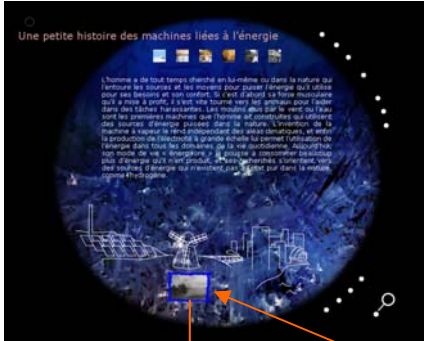 Une petite histoire des machines liées à l'énergie
L'homme a de tout temps cherché en lui-même ou dans la nature qui
l'entoure les sources et les moyens pour puiser l'énergie qu'il utilise
pour ses besoins et son confort. Si c'est d'abord sa force musculaire
qu'il a mise à profit, il s'est vite tourné vers les animaux pour l'aider
dans des tâches harassantes. Les moulins mus par le vent ou l'eau
sont les premières machines que l'homme ait construites qui utilisent
des sources d'énergie puisées dans la nature. L'invention de la
machine à vapeur le rend indépendant des aléas climatiques, et enfin
la production de l'électricité à grande échelle lui permet l'utilisation de
l'énergie dans tous les domaines de la vie quotidienne. Aujourd'hui,
son mode de vie « énergivore » le pousse à consommer beaucoup
plus d'énergie qu'il n'en produit, et ses recherches s'orientent vers
des sources d'énergie qui n'existent pas à l'état pur dans la nature,
comme l'hydrogène.